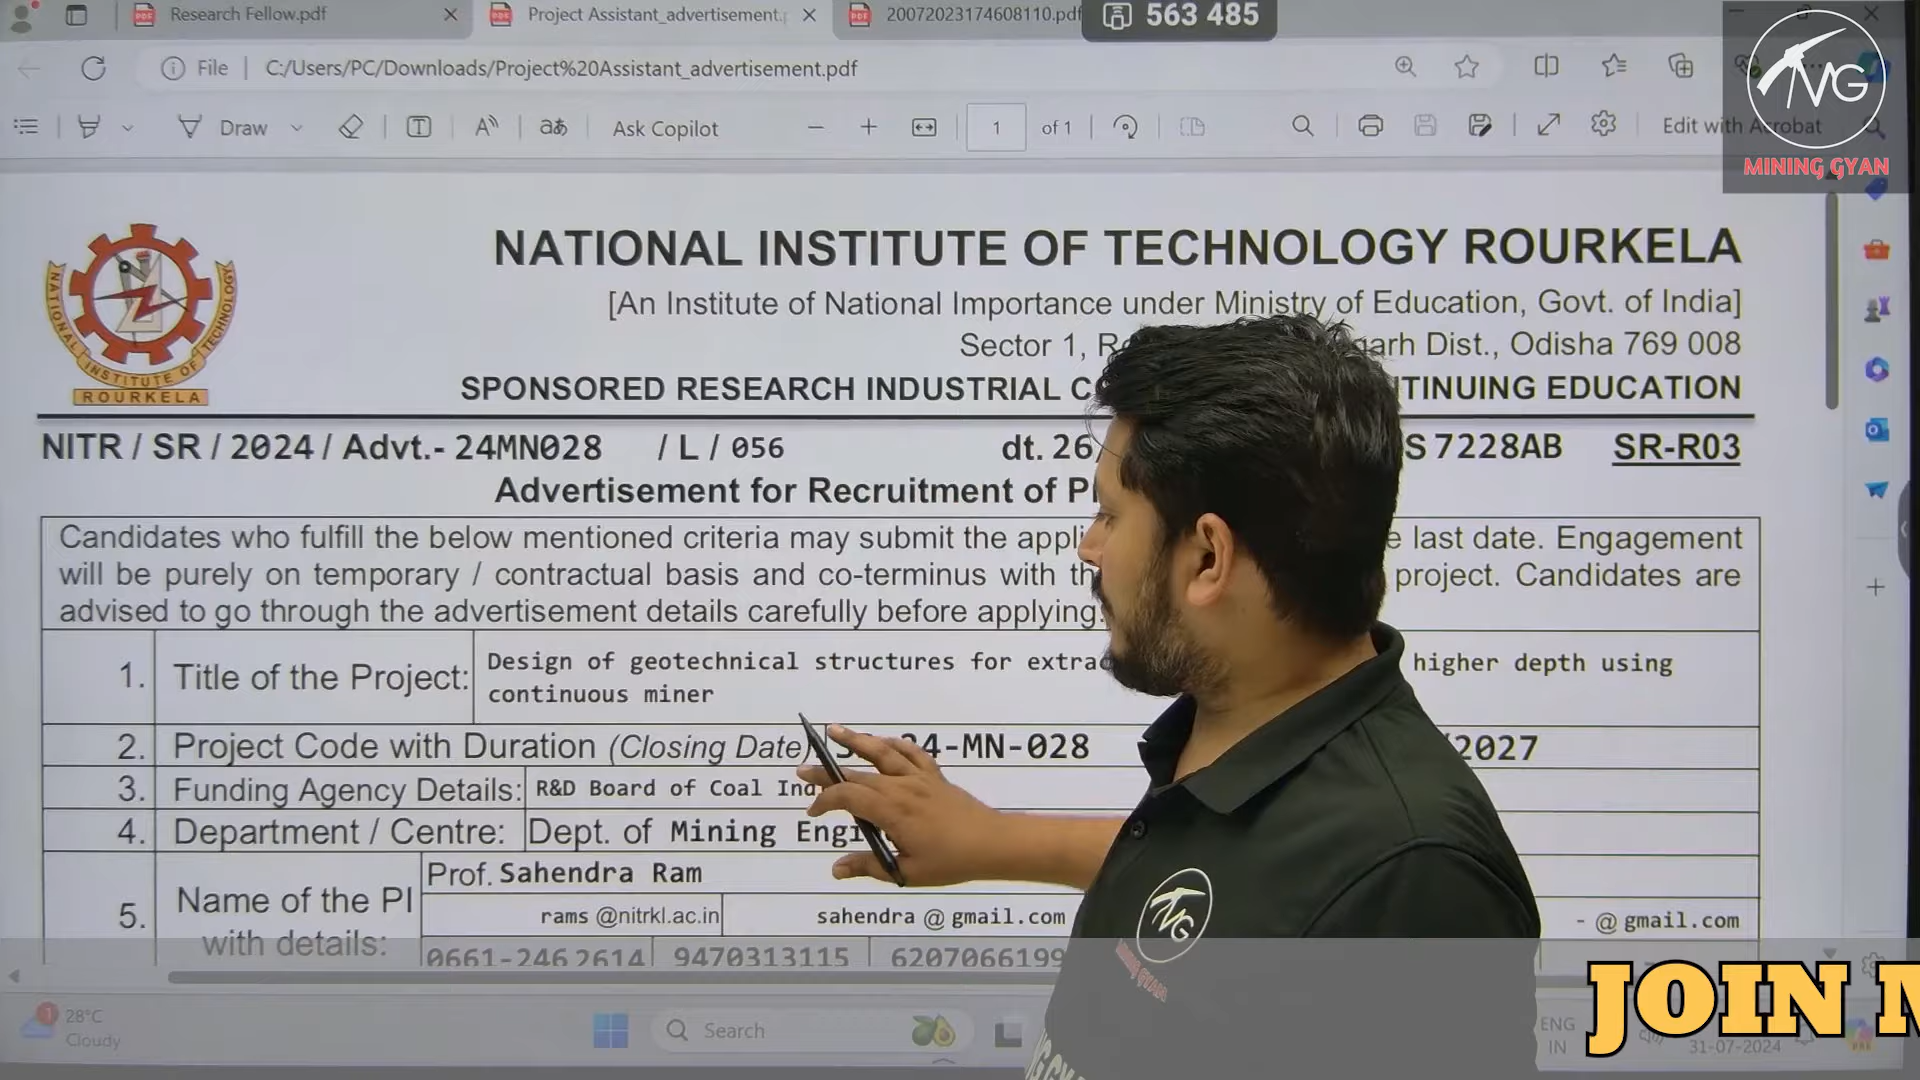 Research Fellow.pdf
Project Assistant_advertisement.
20072023174608110.pdf
563 485
File
C:/Users/PC/Downloads/Project%20Assistant_advertisement.pdf
Draw
Ask Copilot
1
of 1
Edit with Acrobat
MG
MINING GYAN
NATIONAL INSTITUTE OF TECHNOLOGY ROURKELA
[An Institute of National Importance under Ministry of Education, Govt. of India]
Sector 1, Dist., Odisha 769 008
SPONSORED RESEARCH INDUSTRIAL EDUCATION
NATIONAL INSTITUTE OF TECHNOLOGY
ROURKELA
NITR / SR / 2024 / Advt.- 24MN028 / L / 056 dt. 26/ 7228AB SR-R03
Advertisement for Recruitment of
Candidates who fulfill the below mentioned criteria may submit the last date. Engagement
will be purely on temporary / contractual basis and co-terminus with project. Candidates are
advised to go through the advertisement details carefully before applying.
1. Title of the Project: Design of geotechnical structures for higher depth using
continuous miner
2. Project Code with Duration (Closing Date) 24-MN-028 /2027
3. Funding Agency Details: R&D Board of Coal
4. Department / Centre: Dept. of Mining
5. Name of the PI
with details:
Prof. Sahendra Ram
rams @nitrkl.ac.in sahendra @ gmail.com - @ gmail.com
0661-246 2614 9470313115 6207066199
MG
MINING GYAN
JOIN
1
28°C
Cloudy
Search
ENG
IN
31-07-2024